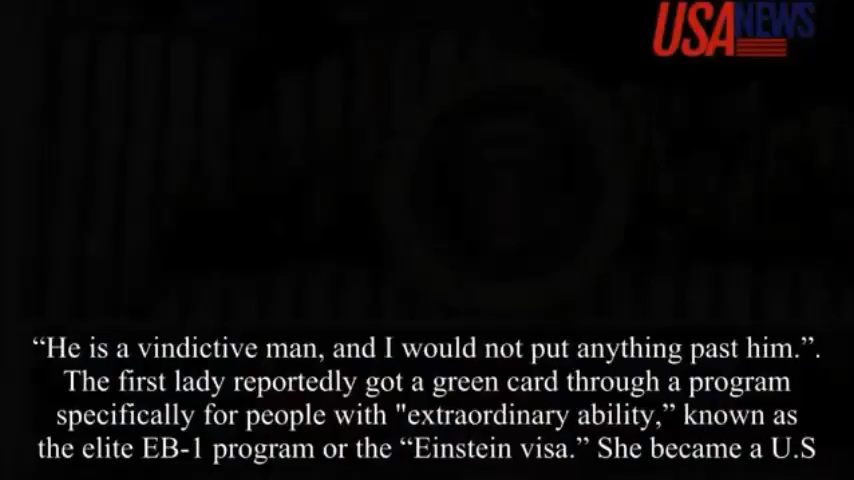 USANEWS
“He is a vindictive man, and I would not put anything past him.”.
The first lady reportedly got a green card through a program
specifically for people with "extraordinary ability,” known as
the elite EB-1 program or the “Einstein visa.” She became a U.S